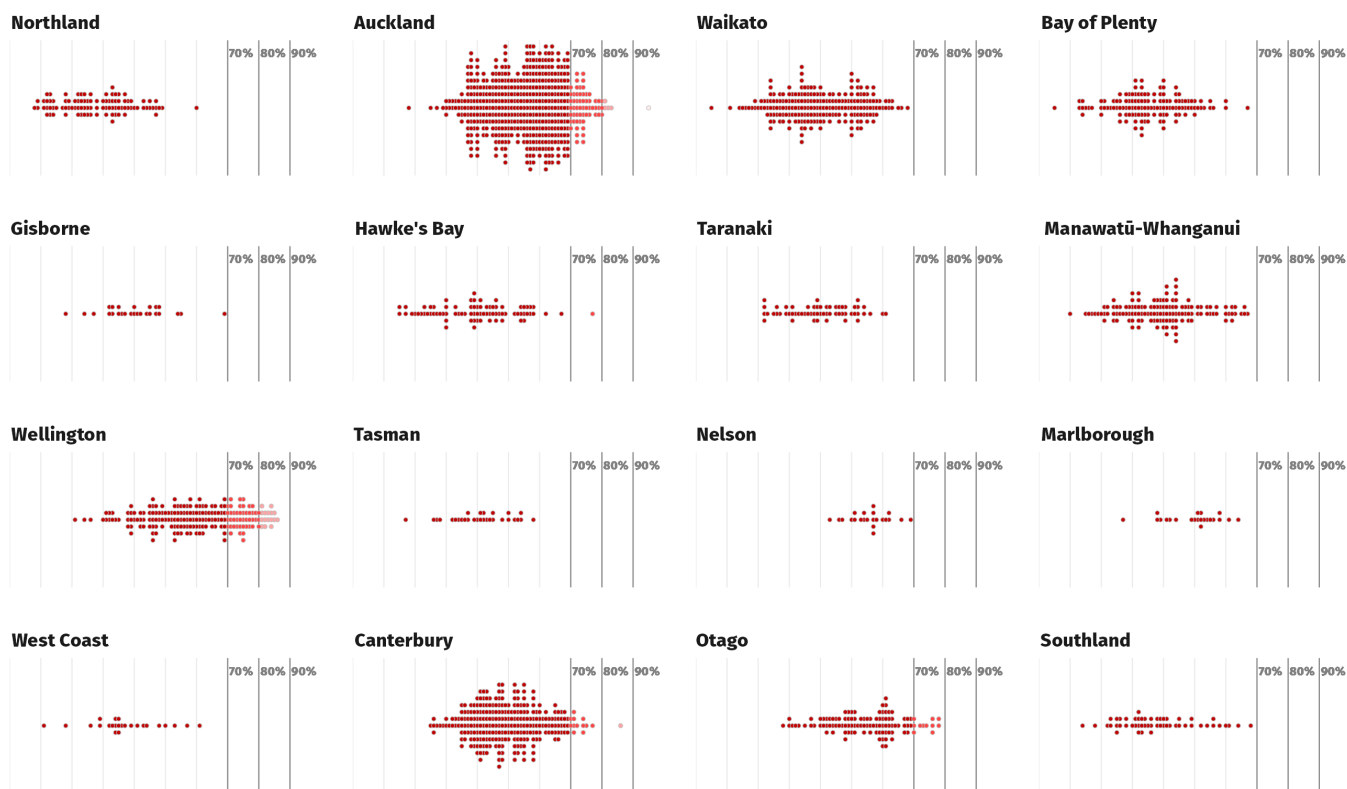 Northland
Auckland
Waikato
Bay of Plenty
70% 80% 90%
70% 80% 90%
70% 80% 90%
70% 80% 90%
Gisborne
Hawke's Bay
Taranaki
Manawatū-Whanganui
70% 80% 90%
70% 80% 90%
70% 80% 90%
70% 80% 90%
Wellington
Tasman
Nelson
Marlborough
70% 80% 90%
70% 80% 90%
70% 80% 90%
70% 80% 90%
West Coast
Canterbury
Otago
Southland
70% 80% 90%
70% 80% 90%
70% 80% 90%
70% 80% 90%